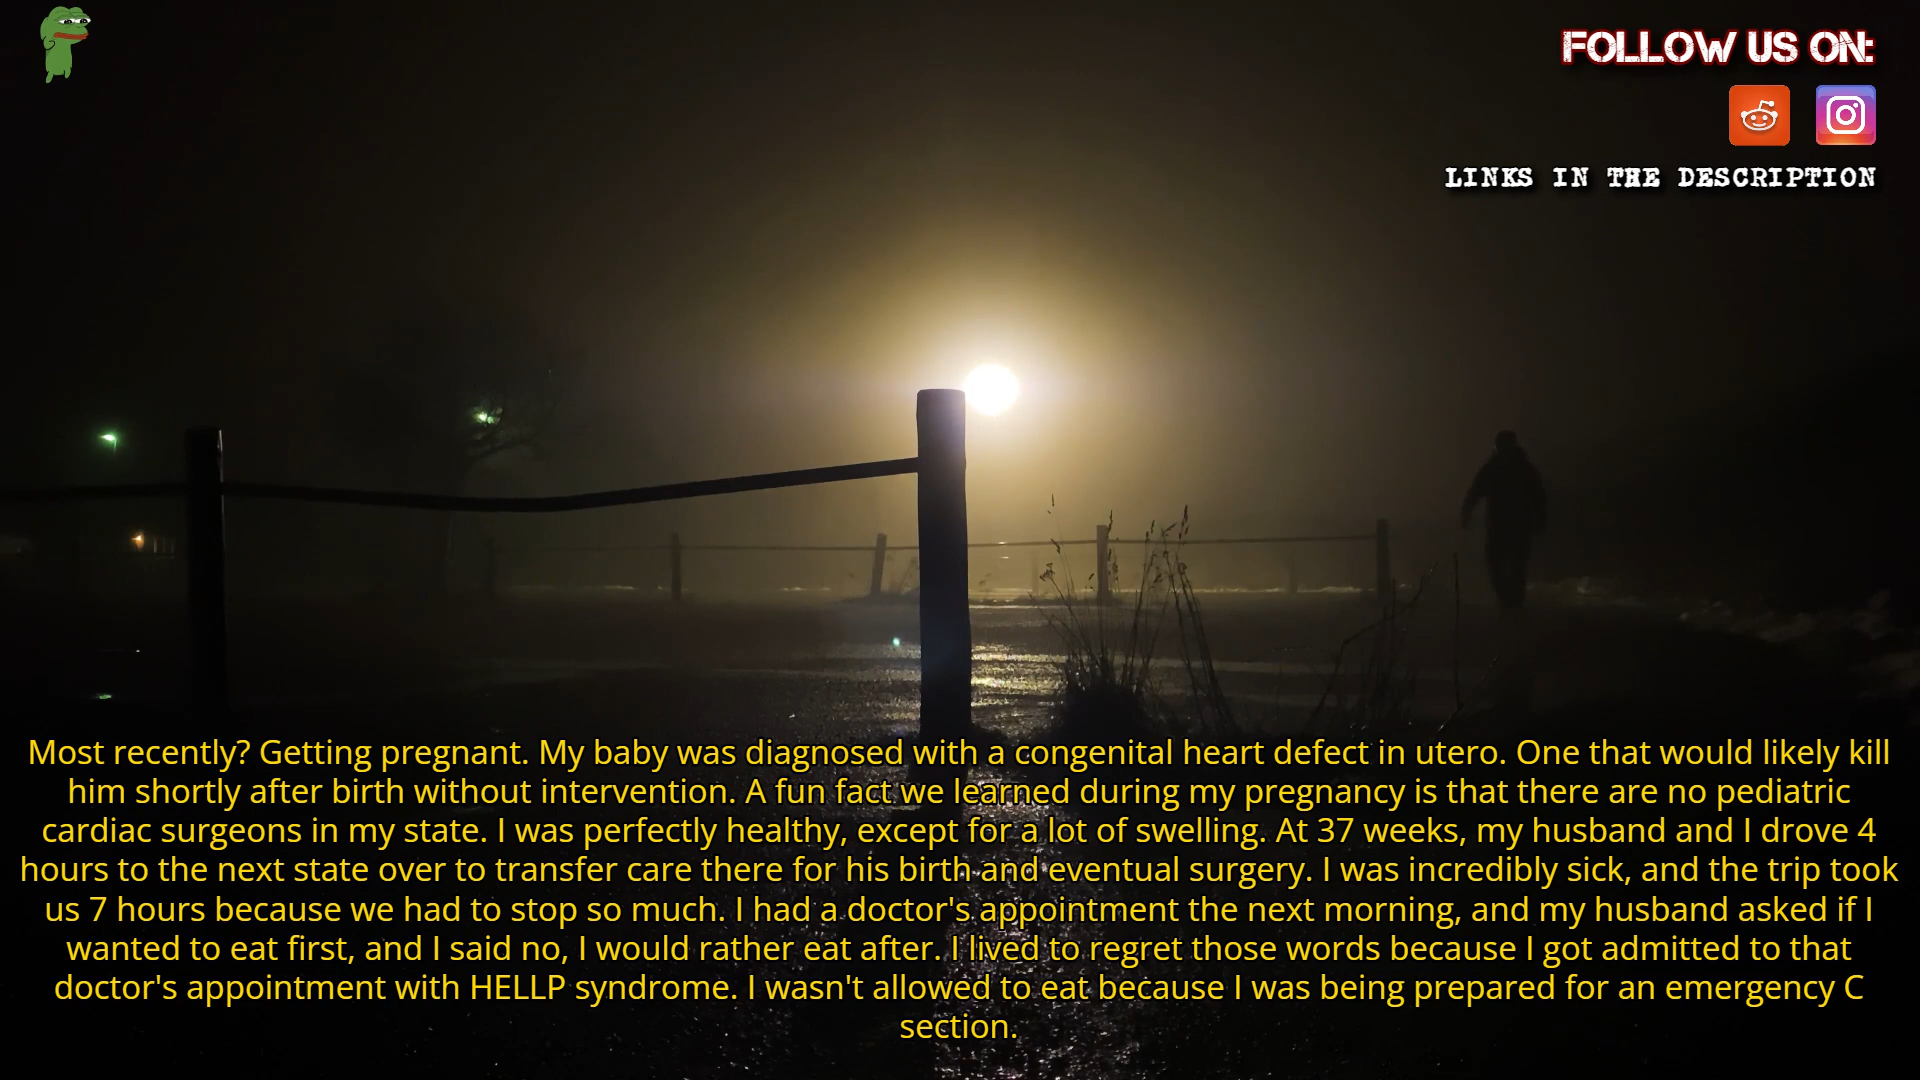 FOLLOW US ON:
LINKS IN THE DESCRIPTION
Most recently? Getting pregnant. My baby was diagnosed with a congenital heart defect in utero. One that would likely kill
him shortly after birth without intervention. A fun fact we learned during my pregnancy is that there are no pediatric
cardiac surgeons in my state. I was perfectly healthy, except for a lot of swelling. At 37 weeks, my husband and I drove 4
hours to the next state over to transfer care there for his birth and eventual surgery. I was incredibly sick, and the trip took
us 7 hours because we had to stop so much. I had a doctor's appointment the next morning, and my husband asked if I
wanted to eat first, and I said no, I would rather eat after. I lived to regret those words because I got admitted to that
doctor's appointment with HELLP syndrome. I wasn't allowed to eat because I was being prepared for an emergency C
section.